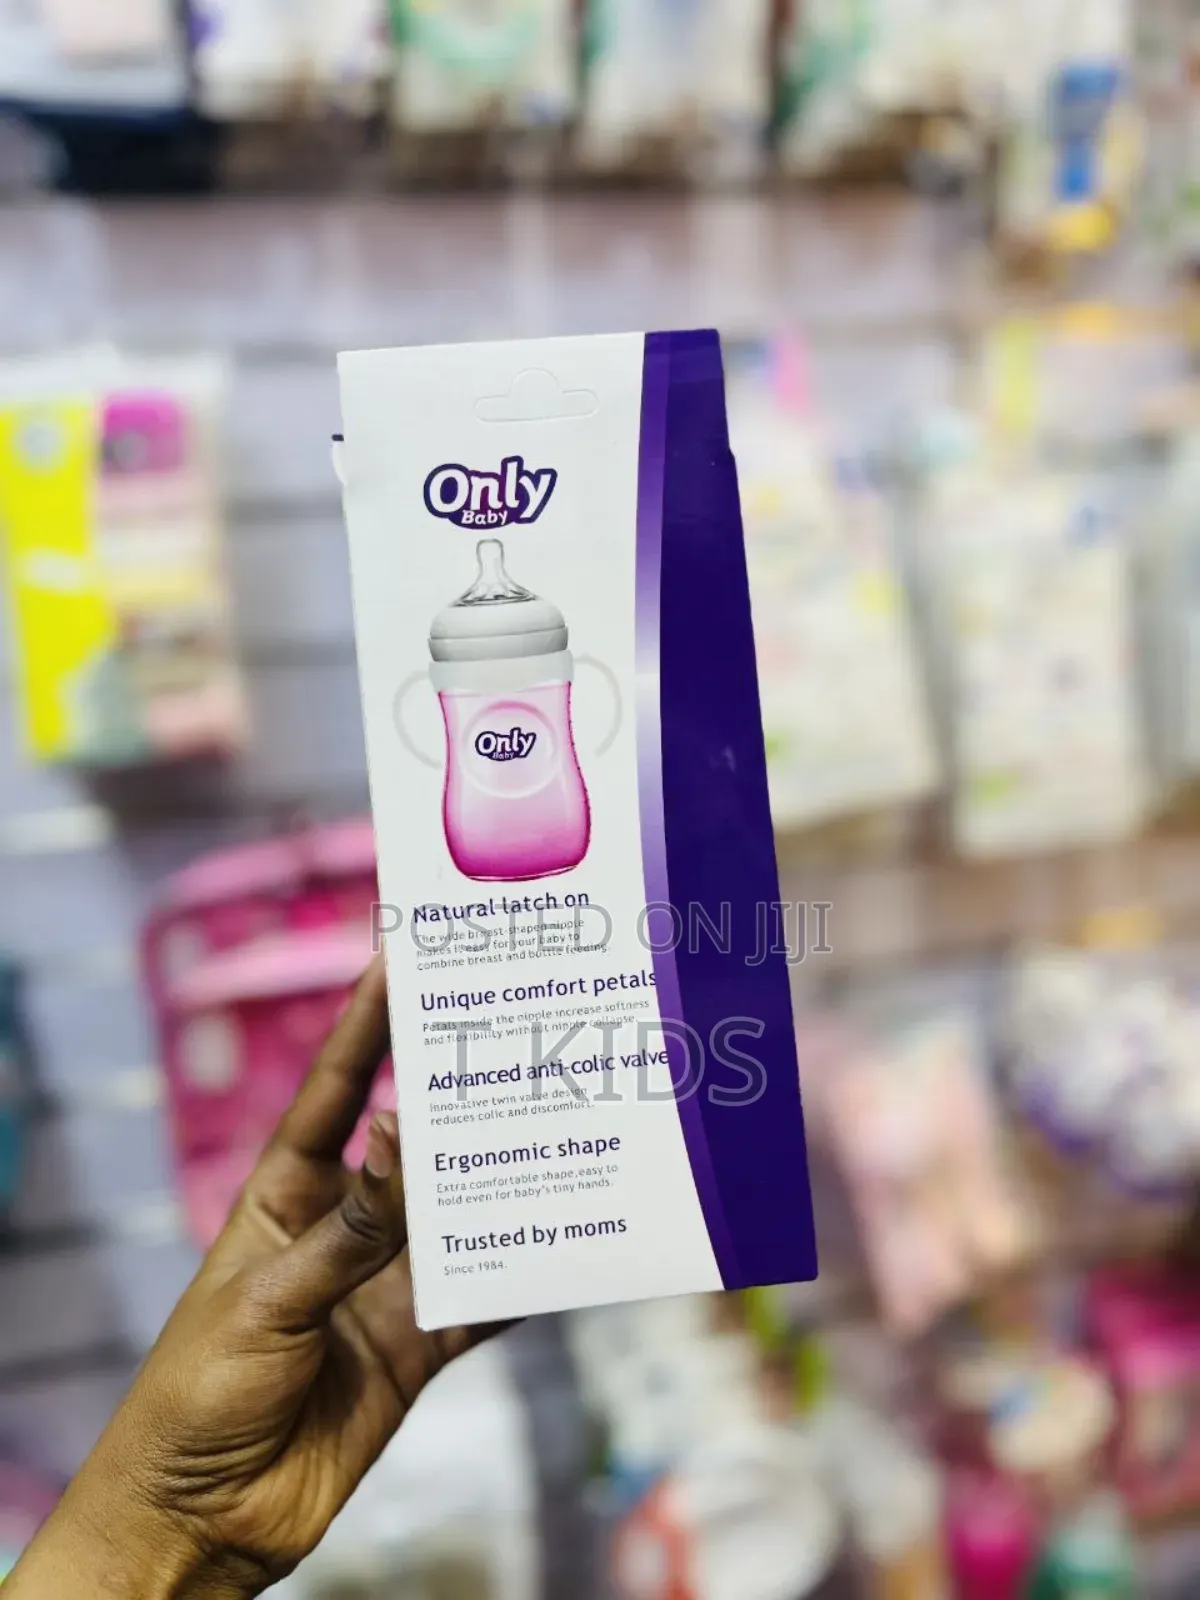 Only
Baby
Only
Baby
Natural latch on
The wide breast-shaped nipple
makes it easy for your baby to
combine breast and bottle feeding.
Unique comfort petals
Petals inside the nipple increase softness
and flexibility without nipple collapse.
Advanced anti-colic valve
Innovative twin valve design
reduces colic and discomfort.
Ergonomic shape
Extra comfortable shape,easy to
hold even for baby's tiny hands.
Trusted by moms
Since 1984.
POSTED ON JIJI
T KIDS